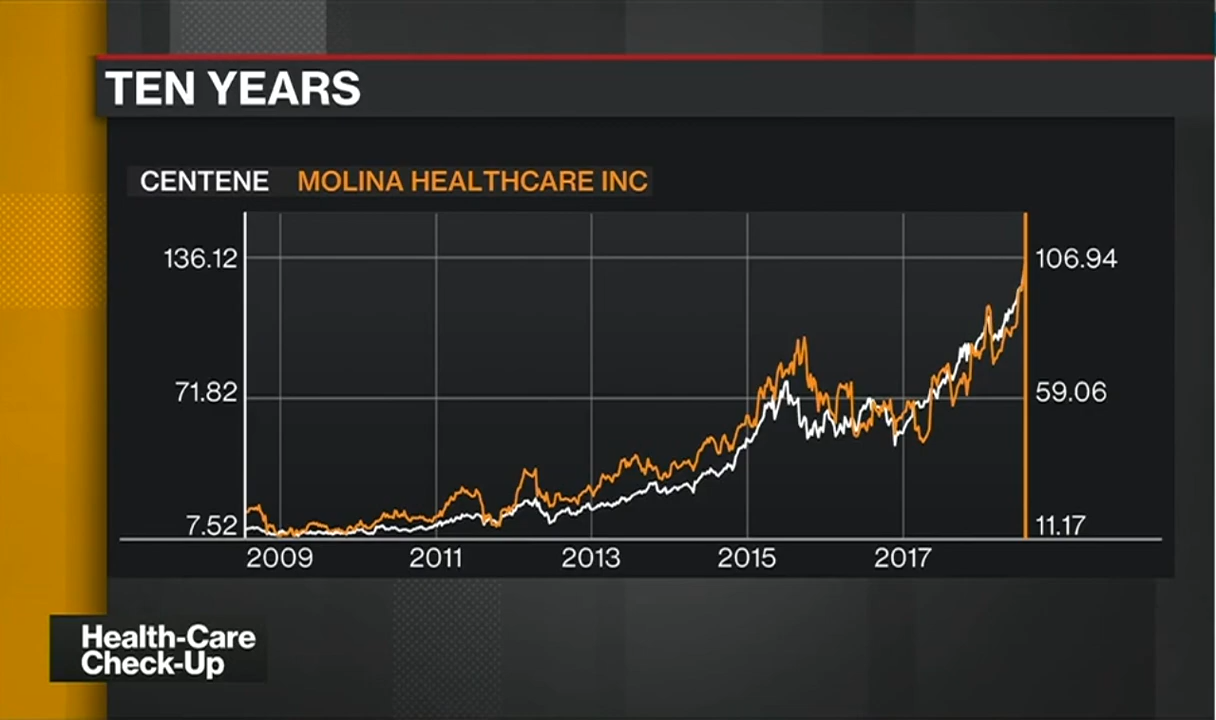 TEN YEARS
CENTENE MOLINA HEALTHCARE INC
136.12 106.94
71.82 59.06
7.52 11.17
2009 2011 2013 2015 2017
Health-Care
Check-Up